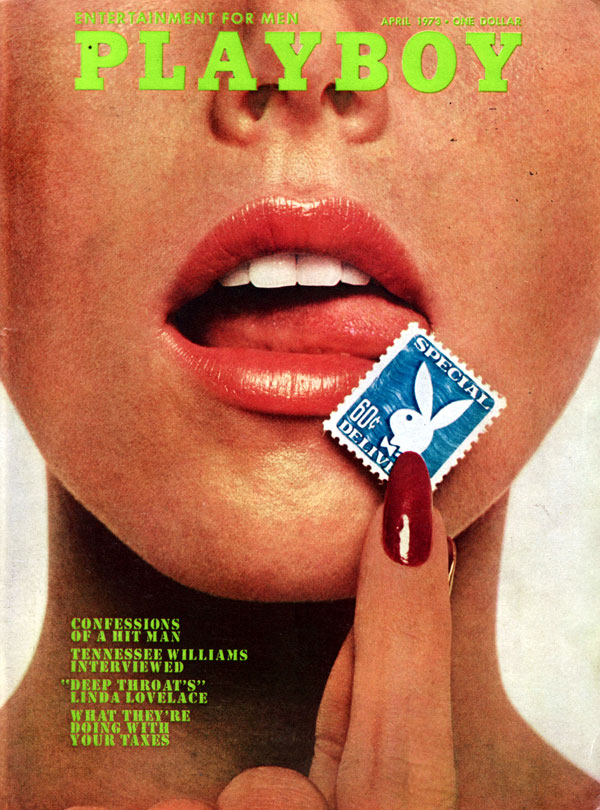 ENTERTAINMENT FOR MEN
APRIL 1973 • ONE DOLLAR
PLAYBOY
SPECIAL
60¢
DELIV
CONFESSIONS
OF A HIT MAN
TENNESSEE WILLIAMS
INTERVIEWED
"DEEP THROAT'S"
LINDA LOVELACE
WHAT THEY'RE
DOING WITH
YOUR TAXES